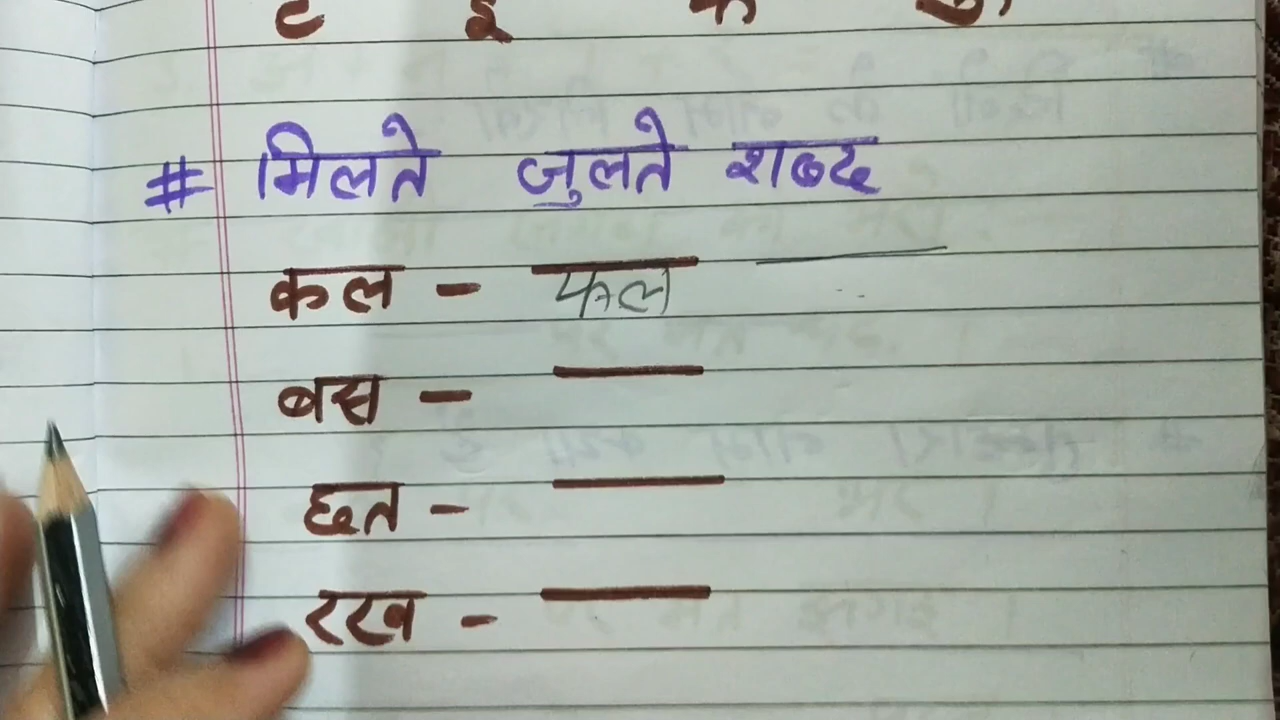 # मिलते जुलते शब्द
कल - फल
बस -
छत -
रख -